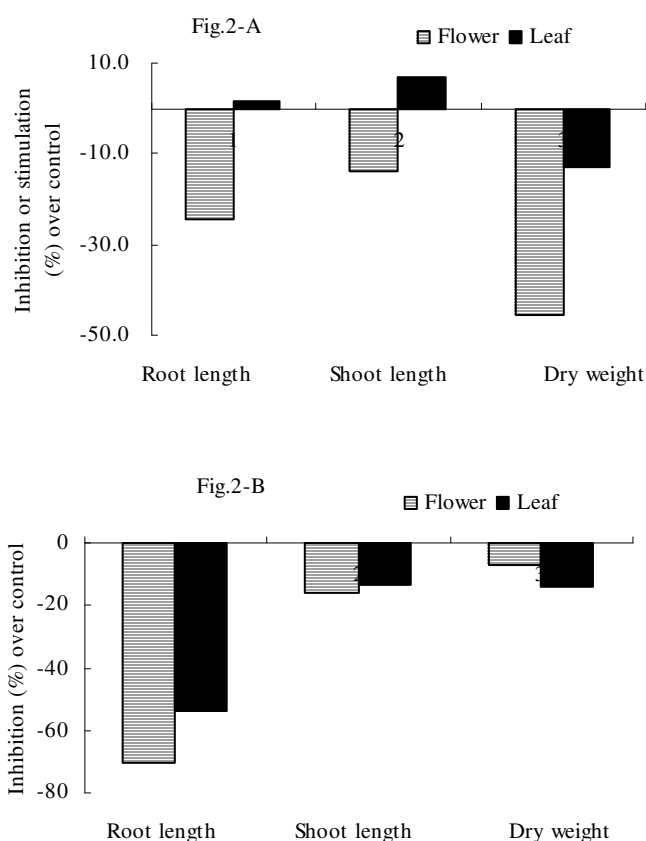 Fig.2-A
Flower Leaf
10.0
-10.0
-30.0
-50.0
Inhibition or stimulation
(%) over control
1
2
3
Root length Shoot length Dry weight
Fig.2-B
Flower Leaf
0
-20
-40
-60
-80
Inhibition (%) over control
2
3
Root length Shoot length Dry weight